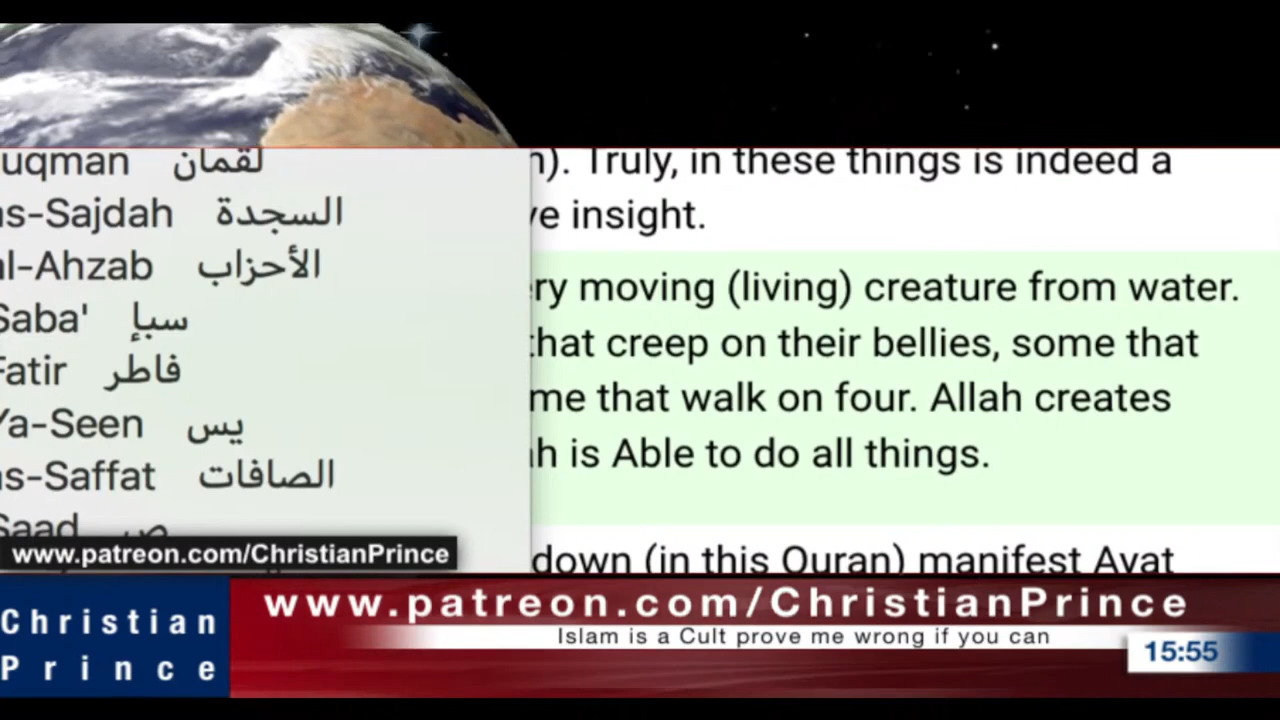 uqman لقمان
as-Sajdah السجدة
al-Ahzab الأحزاب
Saba' سبإ
Fatir فاطر
Ya-Seen يس
as-Saffat الصافات
Saad ص
n). Truly, in these things is indeed a
ve insight.
ry moving (living) creature from water.
that creep on their bellies, some that
me that walk on four. Allah creates
ah is Able to do all things.
down (in this Quran) manifest Ayat
www.patreon.com/ChristianPrince
Christian
Prince
www.patreon.com/ChristianPrince
Islam is a Cult prove me wrong if you can
15:55